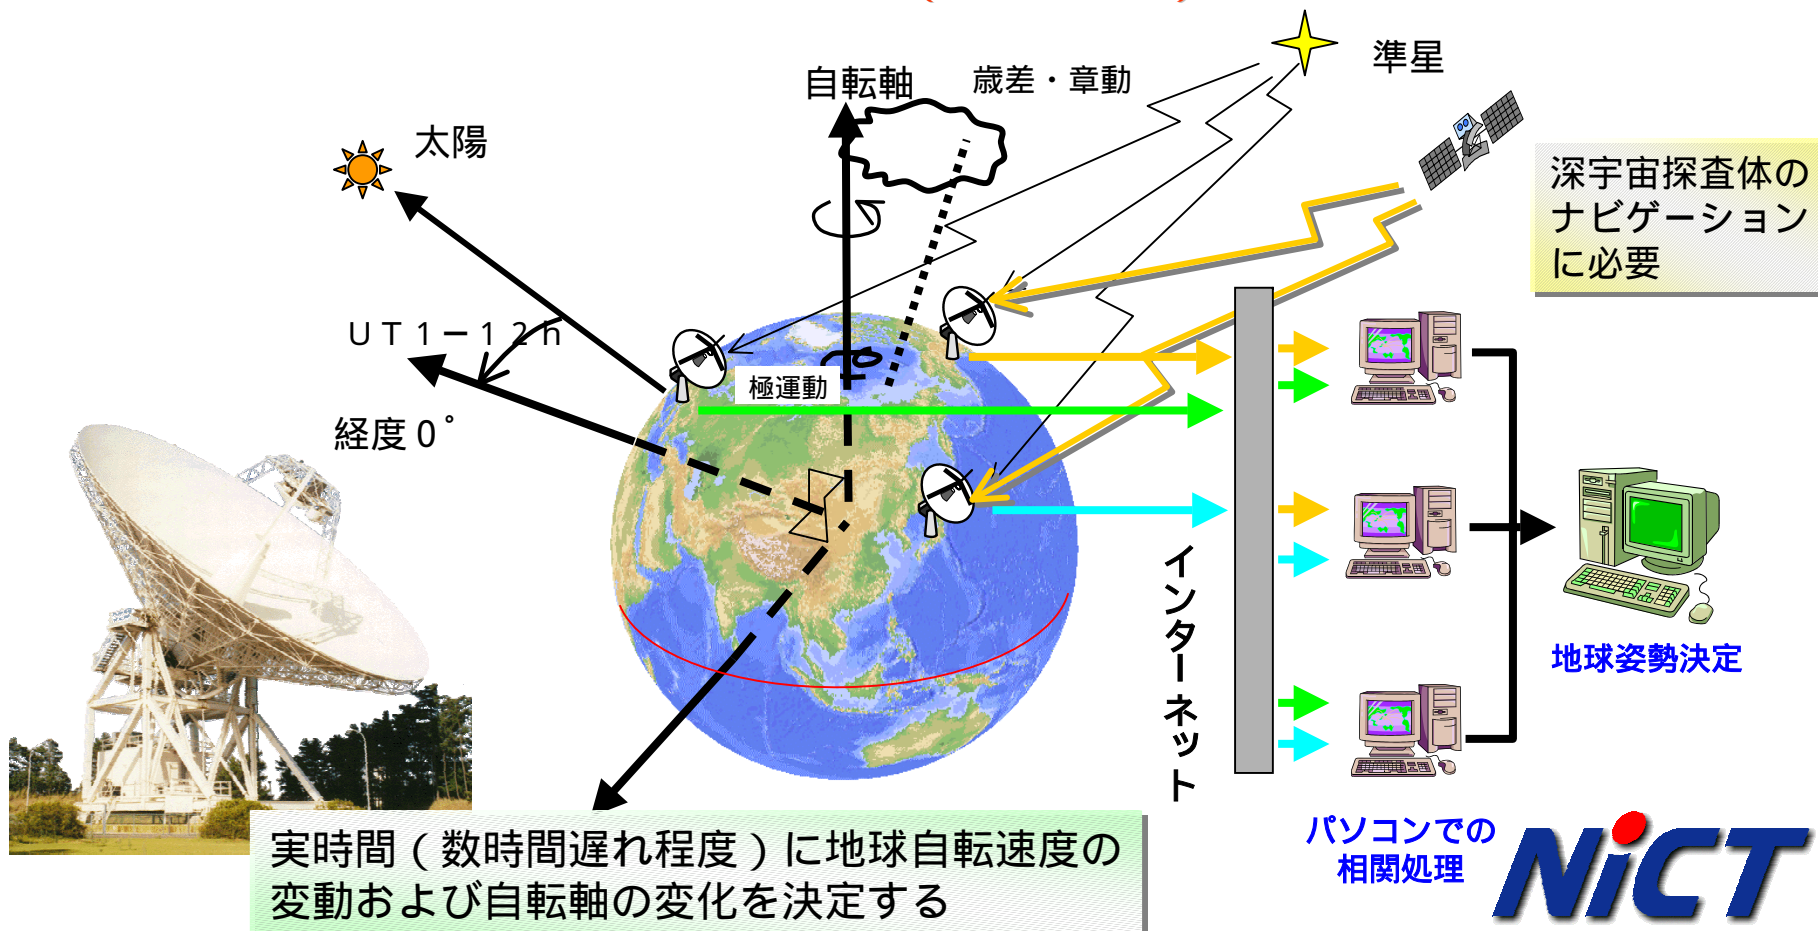 準星
自転軸
歳差・章動
太陽
深宇宙探査体の
ナビゲーション
に必要
UT1－12h
極運動
経度0°
インターネット
地球姿勢決定
パソコンでの
相関処理
NiCT
実時間（数時間遅れ程度）に地球自転速度の
変動および自転軸の変化を決定する